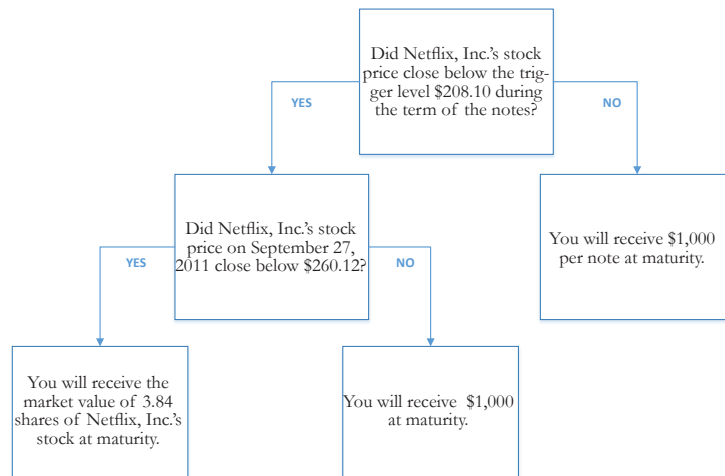 Did Netflix, Inc.'s stock
price close below the trig-
ger level $208.10 during
the term of the notes?
YES
NO
Did Netflix, Inc.'s stock
price on September 27,
2011 close below $260.12?
You will receive $1,000
per note at maturity.
YES
NO
You will receive the
market value of 3.84
shares of Netflix, Inc.'s
stock at maturity.
You will receive $1,000
at maturity.